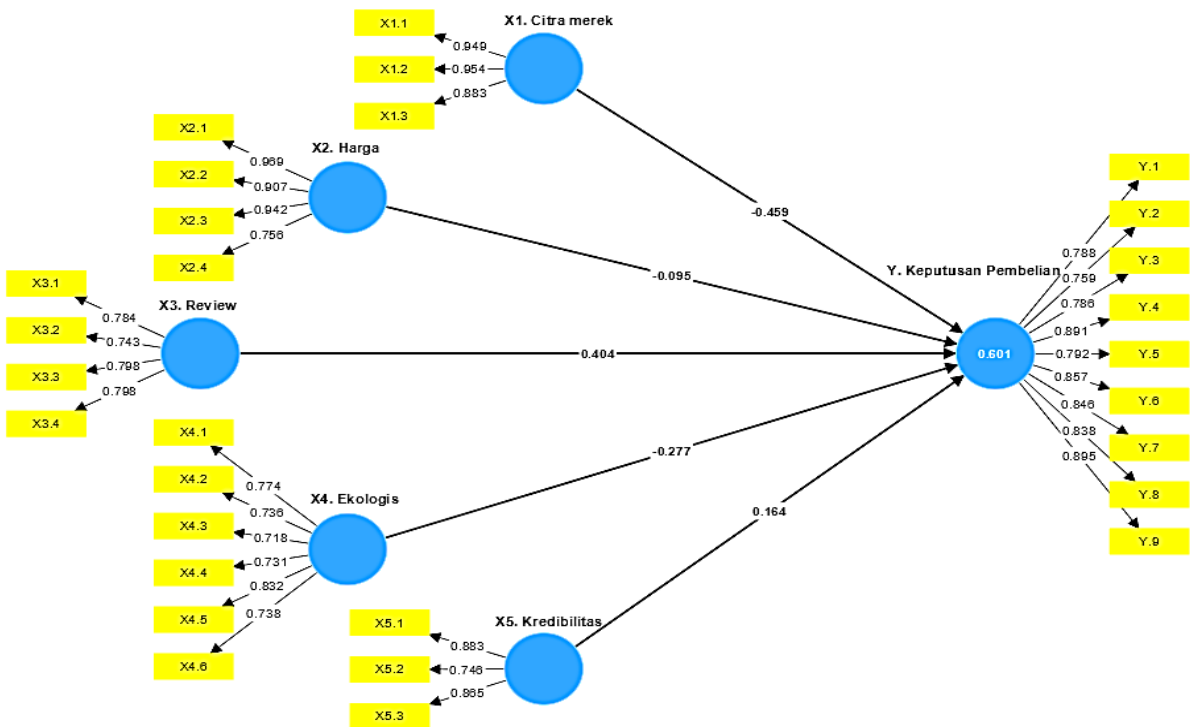 X1. Citra merek
X1.1
0.949
X1.2
0.954
X1.3
0.883
X2. Harga
X2.1
0.969
X2.2
0.907
X2.3
0.942
X2.4
0.756
X3. Review
X3.1
0.784
X3.2
0.743
X3.3
0.798
X3.4
0.798
X4. Ekologis
X4.1
0.774
X4.2
0.736
X4.3
0.718
X4.4
0.731
X4.5
0.832
X4.6
0.738
X5. Kredibilitas
X5.1
0.883
X5.2
0.746
X5.3
0.865
-0.459
-0.095
0.404
-0.277
0.164
Y. Keputusan Pembelian
0.601
Y.1
0.788
Y.2
0.759
Y.3
0.786
Y.4
0.891
Y.5
0.792
Y.6
0.857
Y.7
0.846
Y.8
0.838
Y.9
0.895